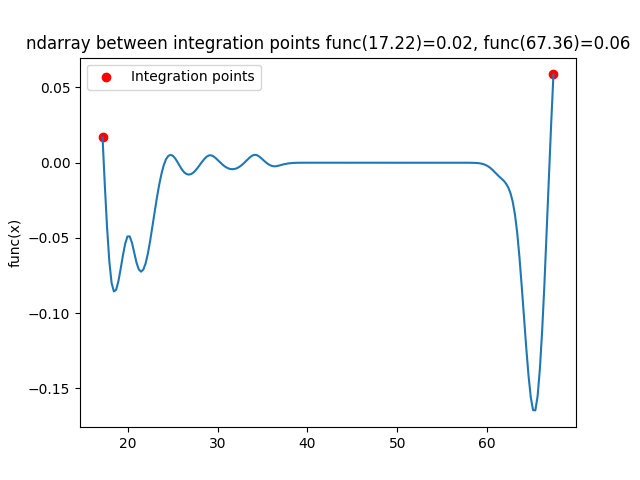 ndarray between integration points func(17.22)=0.02, func(67.36)=0.06
Integration points
func(x)
0.05
0.00
−0.05
−0.10
−0.15
20 30 40 50 60 70